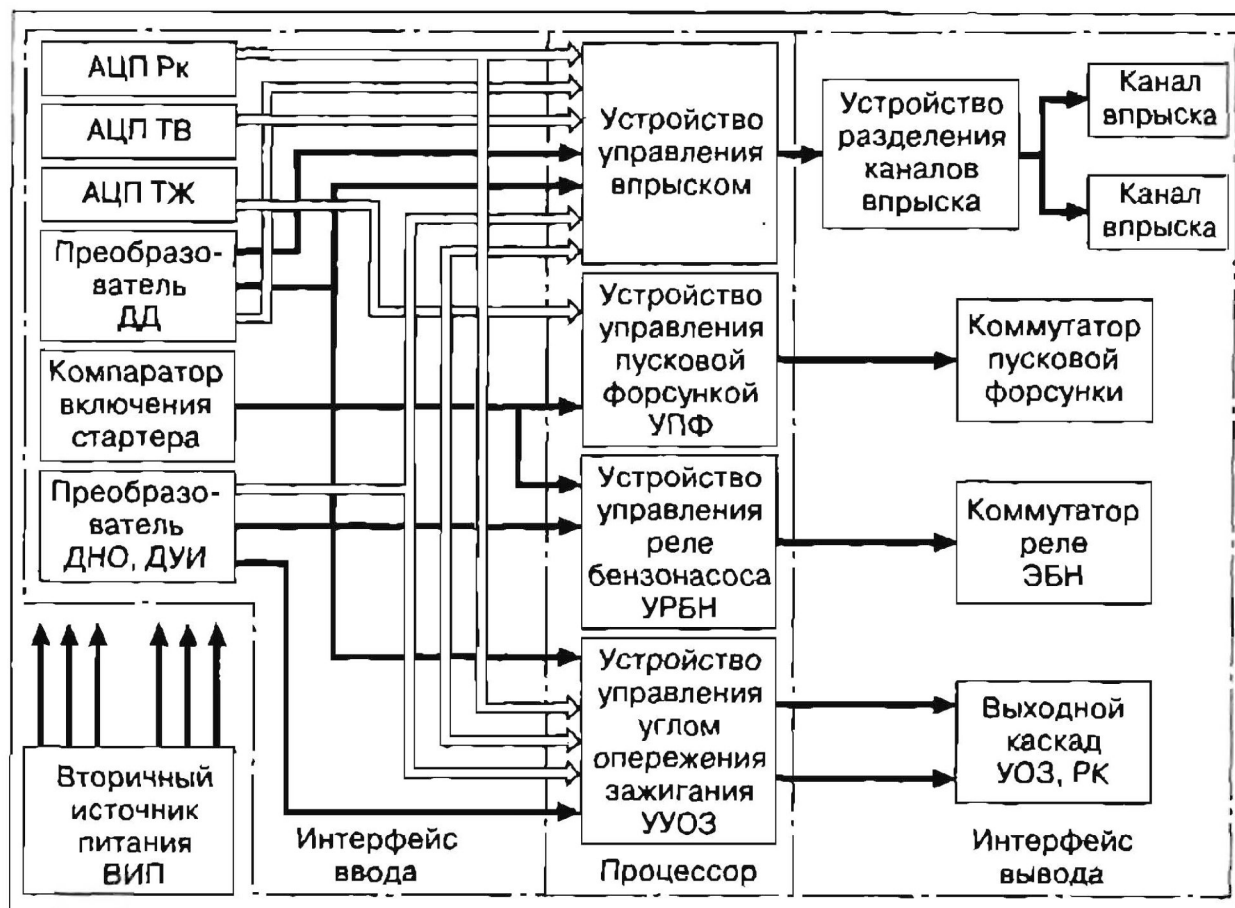 АЦП Рк
АЦП ТВ
АЦП ТЖ
Преобразо-
ватель
ДД
Компаратор
включения
стартера
Преобразо-
ватель
ДНО, ДУИ
Вторичный
источник
питания
ВИП
Интерфейс
ввода
Устройство
управления
впрыском
Устройство
управления
пусковой
форсункой
УПФ
Устройство
управления
реле
бензонасоса
УРБН
Устройство
управления
углом
опережения
зажигания
УУОЗ
Процессор
Устройство
разделения
каналов
впрыска
Канал
впрыска
Канал
впрыска
Коммутатор
пусковой
форсунки
Коммутатор
реле
ЭБН
Выходной
каскад
УОЗ, РК
Интерфейс
вывода